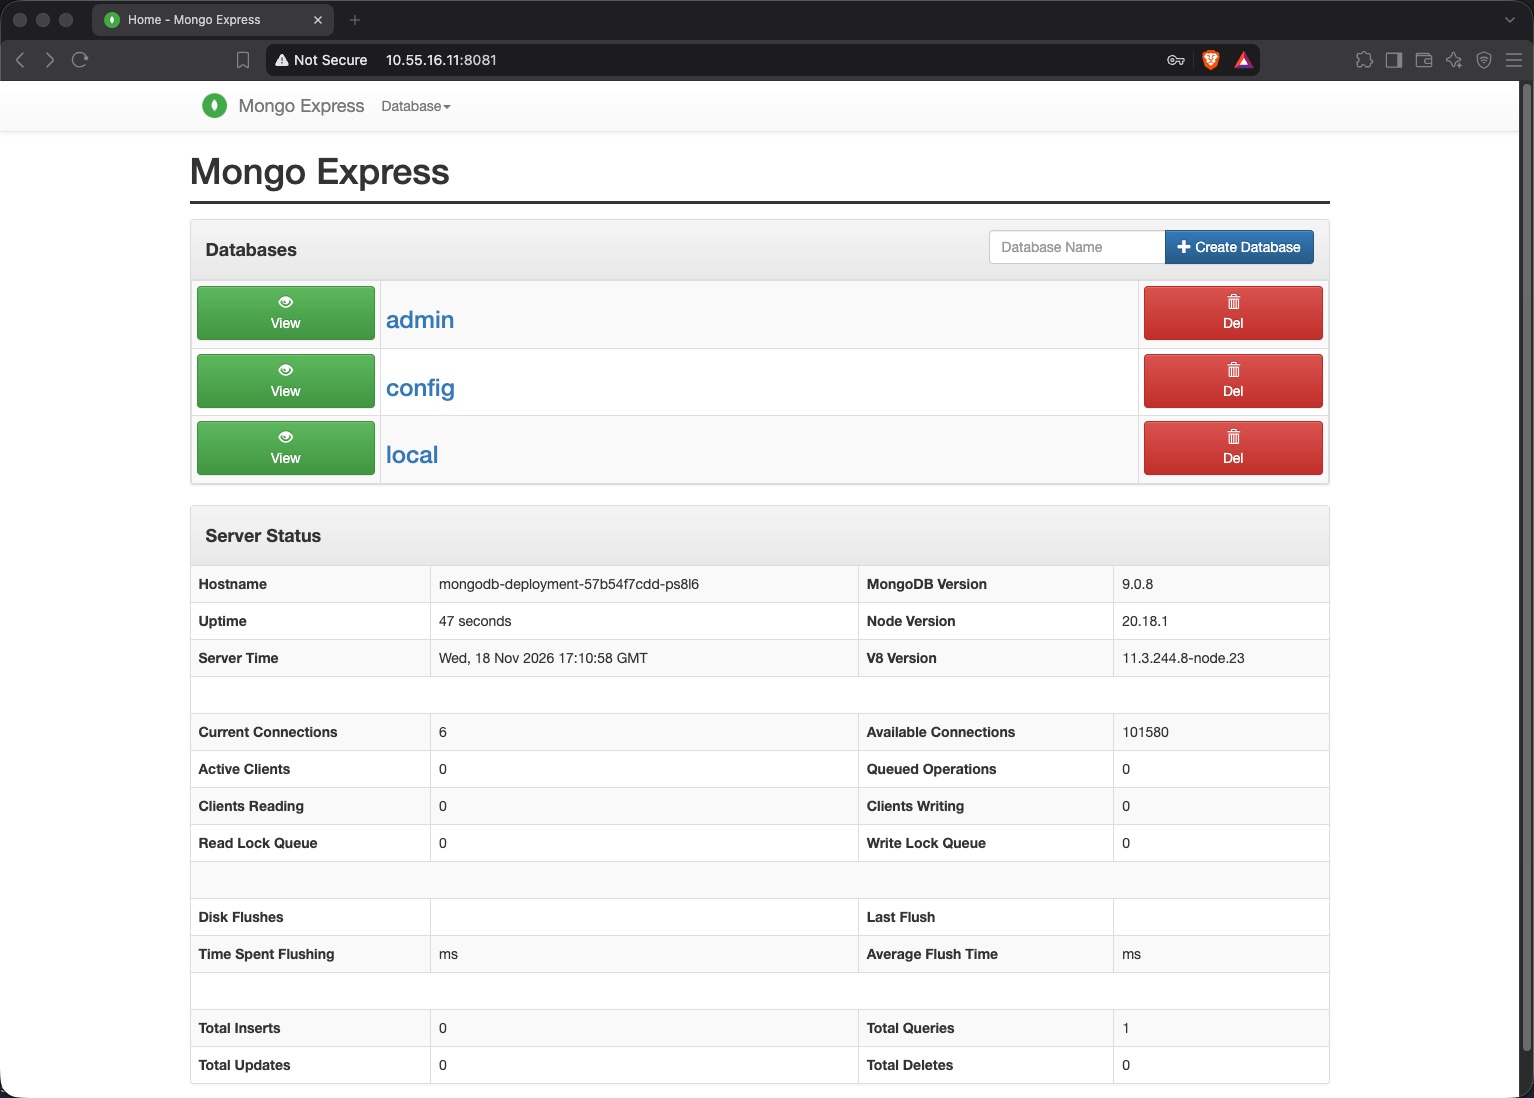 Home - Mongo Express
Not Secure 10.55.16.11:8081
Mongo Express Database
Mongo Express
Databases Database Name Create Database
View admin Del
View config Del
View local Del
Server Status
Hostname mongodb-deployment-57b54f7cdd-ps8l6 MongoDB Version 9.0.8
Uptime 47 seconds Node Version 20.18.1
Server Time Wed, 18 Nov 2026 17:10:58 GMT V8 Version 11.3.244.8-node.23
Current Connections 6 Available Connections 101580
Active Clients 0 Queued Operations 0
Clients Reading 0 Clients Writing 0
Read Lock Queue 0 Write Lock Queue 0
Disk Flushes Last Flush
Time Spent Flushing ms Average Flush Time ms
Total Inserts 0 Total Queries 1
Total Updates 0 Total Deletes 0